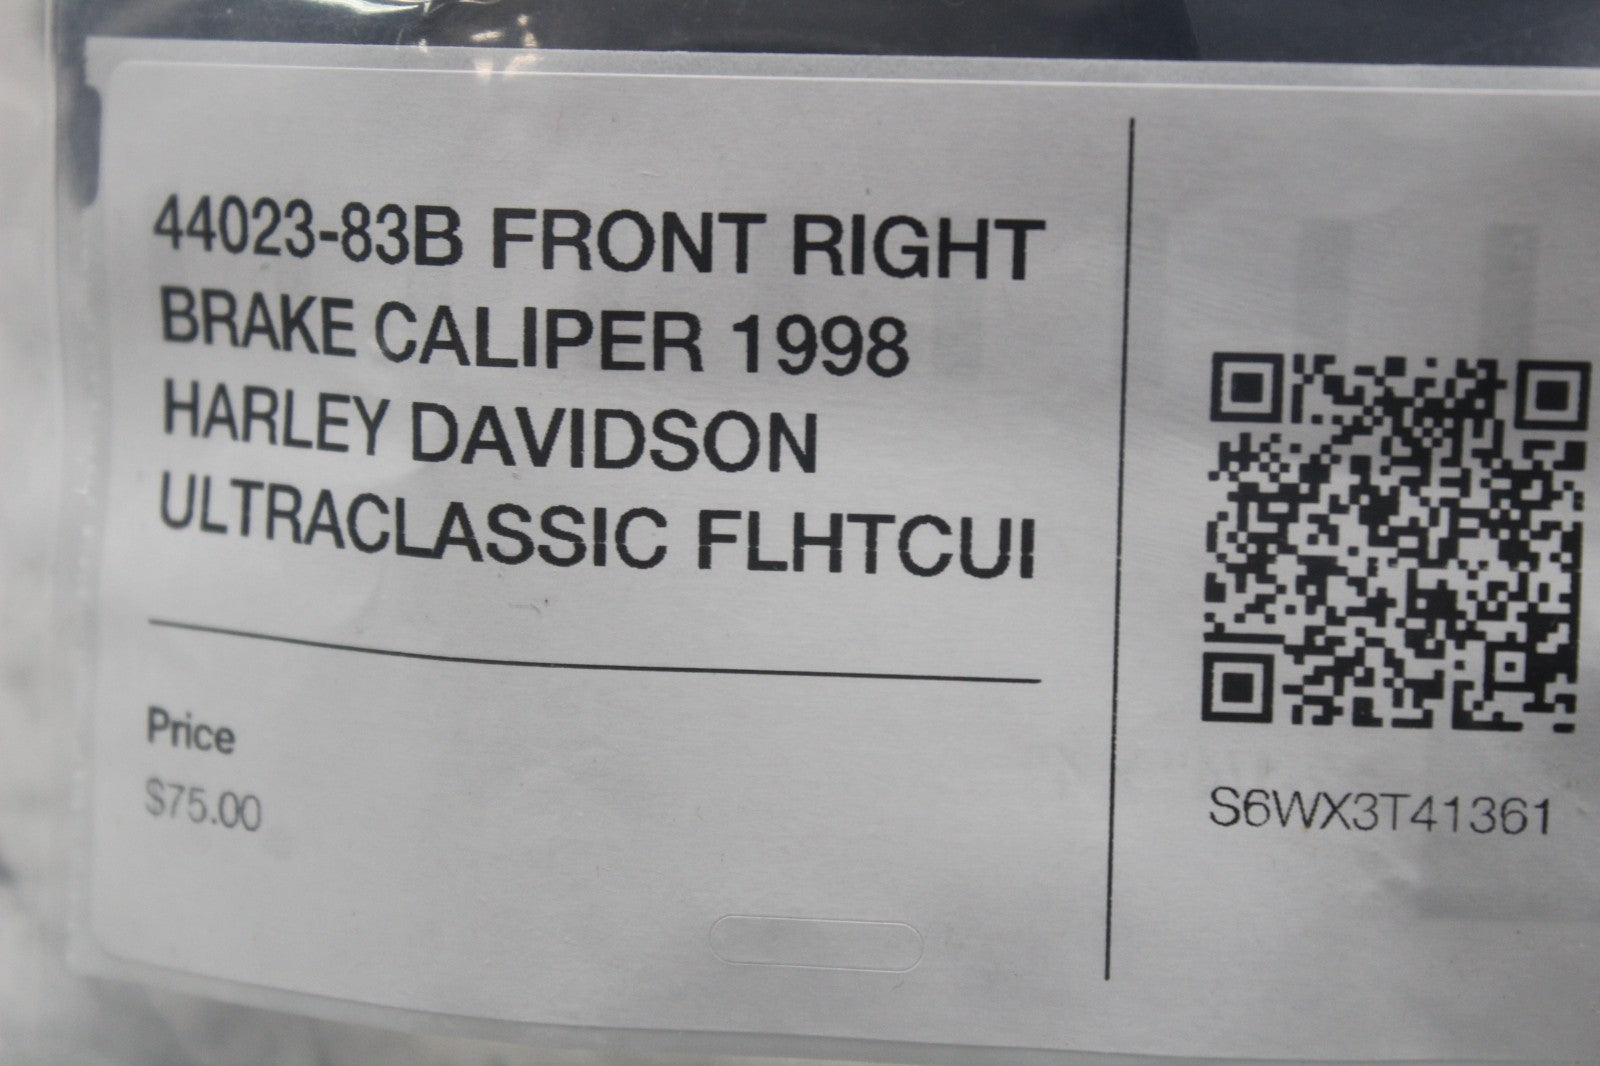 44023-83B FRONT RIGHT
BRAKE CALIPER 1998
HARLEY DAVIDSON
ULTRACLASSIC FLHTCUI
Price
$75.00
S6WX3T41361